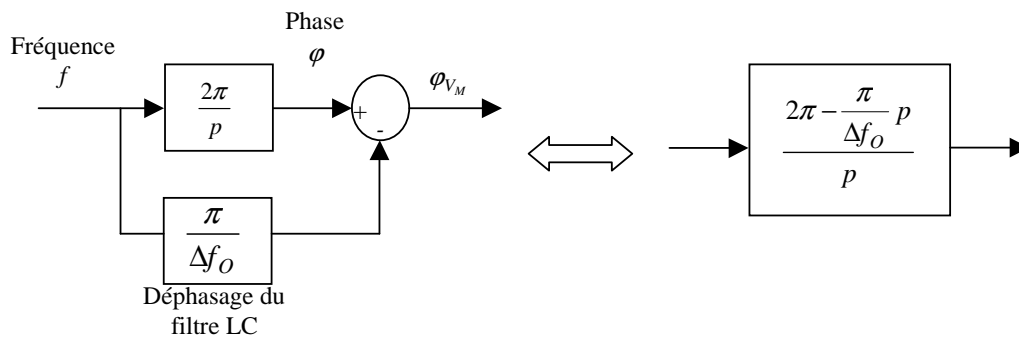 Fréquence
f
2π
p
Phase
φ
+
-
φ_{V_M}
π
Δf_O
Déphasage du
filtre LC
2π - π/Δf_O p
p